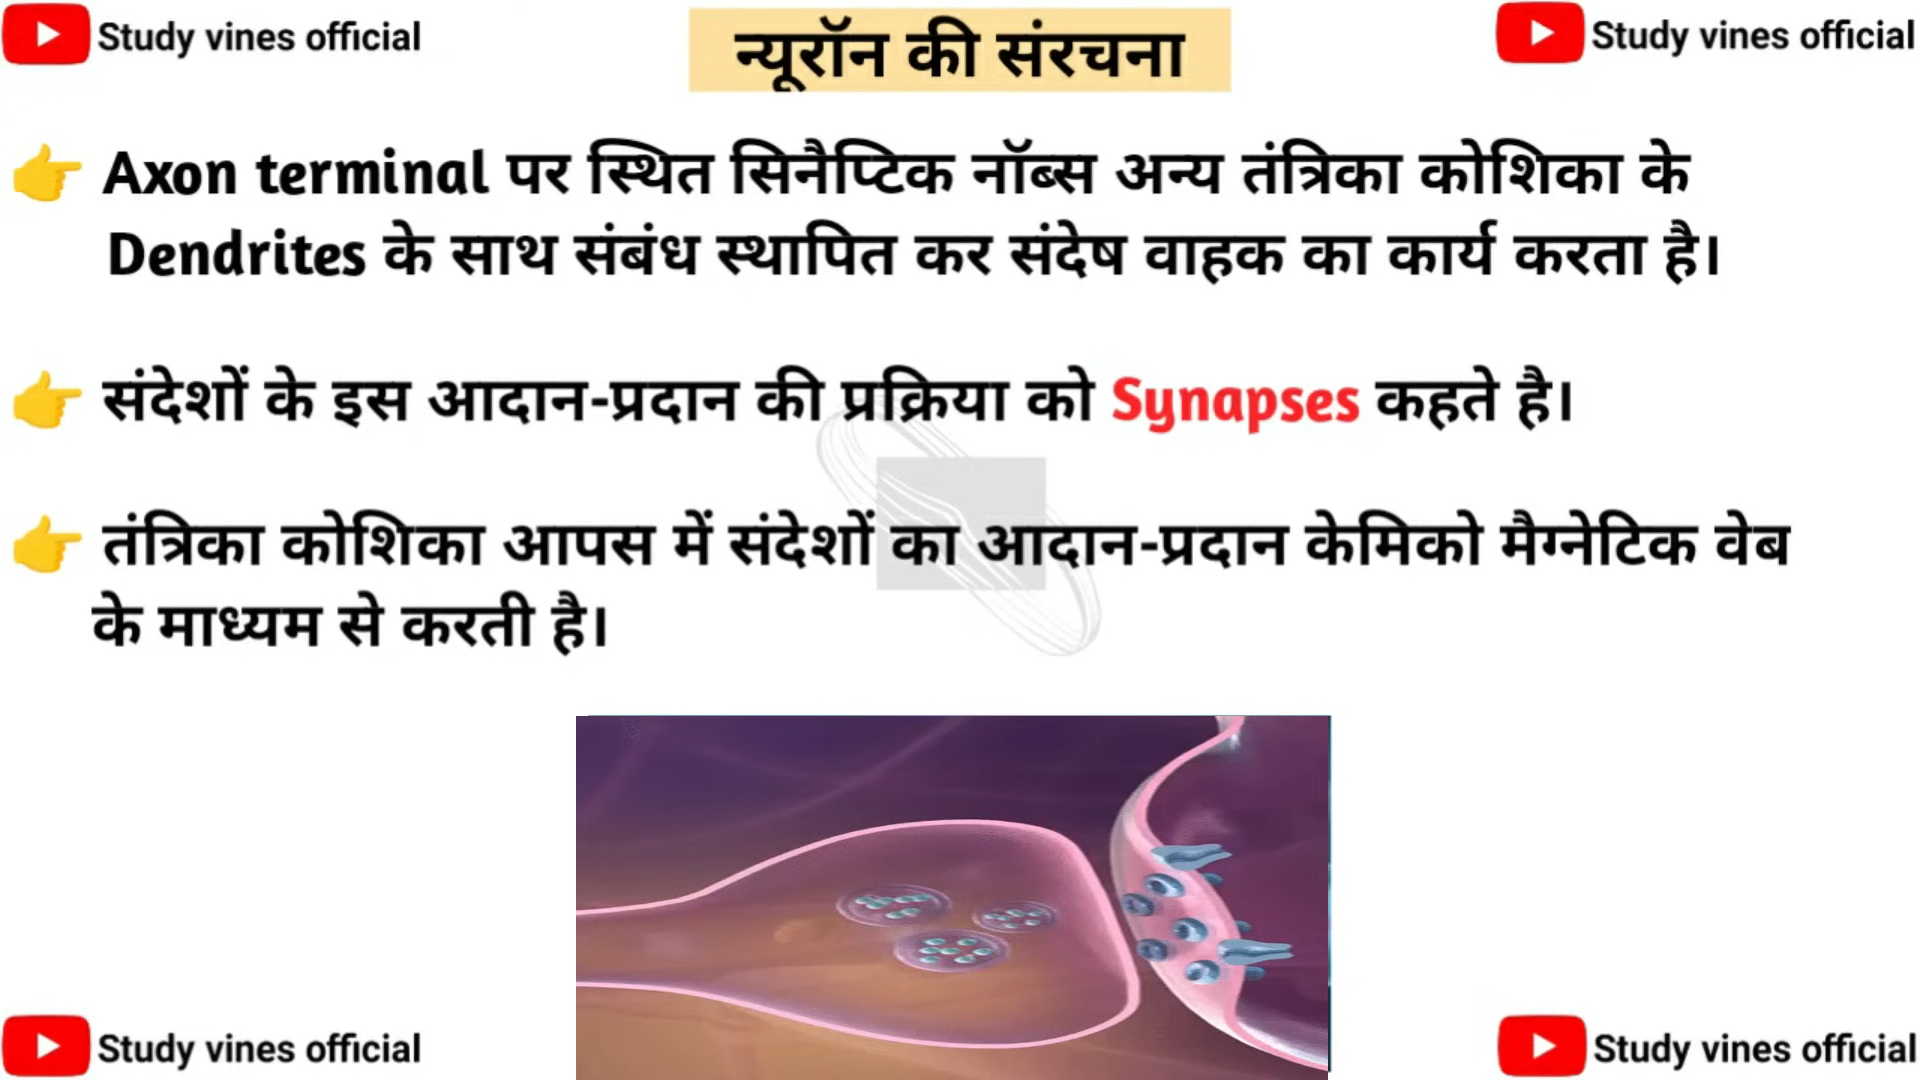 Study vines official
न्यूरॉन की संरचना
Study vines official
👉 Axon terminal पर स्थित सिनैप्टिक नॉब्स अन्य तंत्रिका कोशिका के
Dendrites के साथ संबंध स्थापित कर संदेष वाहक का कार्य करता है।
👉 संदेशों के इस आदान-प्रदान की प्रक्रिया को Synapses कहते है।
👉 तंत्रिका कोशिका आपस में संदेशों का आदान-प्रदान केमिको मैग्नेटिक वेब
के माध्यम से करती है।
Study vines official
Study vines official